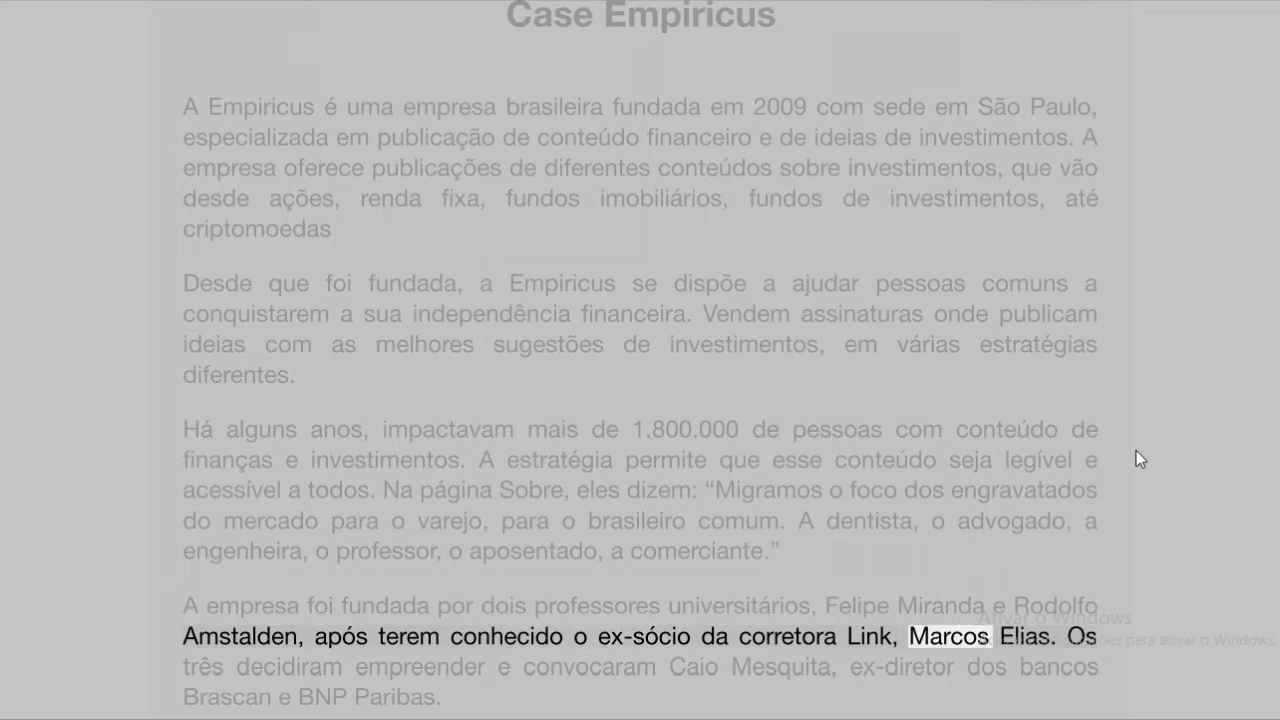 Case Empiricus
A Empiricus é uma empresa brasileira fundada em 2009 com sede em São Paulo,
especializada em publicação de conteúdo financeiro e de ideias de investimentos. A
empresa oferece publicações de diferentes conteúdos sobre investimentos, que vão
desde ações, renda fixa, fundos imobiliários, fundos de investimentos, até
criptomoedas
Desde que foi fundada, a Empiricus se dispõe a ajudar pessoas comuns a
conquistarem a sua independência financeira. Vendem assinaturas onde publicam
ideias com as melhores sugestões de investimentos, em várias estratégias
diferentes.
Há alguns anos, impactavam mais de 1.800.000 de pessoas com conteúdo de
finanças e investimentos. A estratégia permite que esse conteúdo seja legível e
acessível a todos. Na página Sobre, eles dizem: “Migramos o foco dos engravatados
do mercado para o varejo, para o brasileiro comum. A dentista, o advogado, a
engenheira, o professor, o aposentado, a comerciante.”
A empresa foi fundada por dois professores universitários, Felipe Miranda e Rodolfo
Amstalden, após terem conhecido o ex-sócio da corretora Link, Marcos Elias. Os
três decidiram empreender e convocaram Caio Mesquita, ex-diretor dos bancos
Brascan e BNP Paribas.
Ativar o Windows
para ativar o Windows.